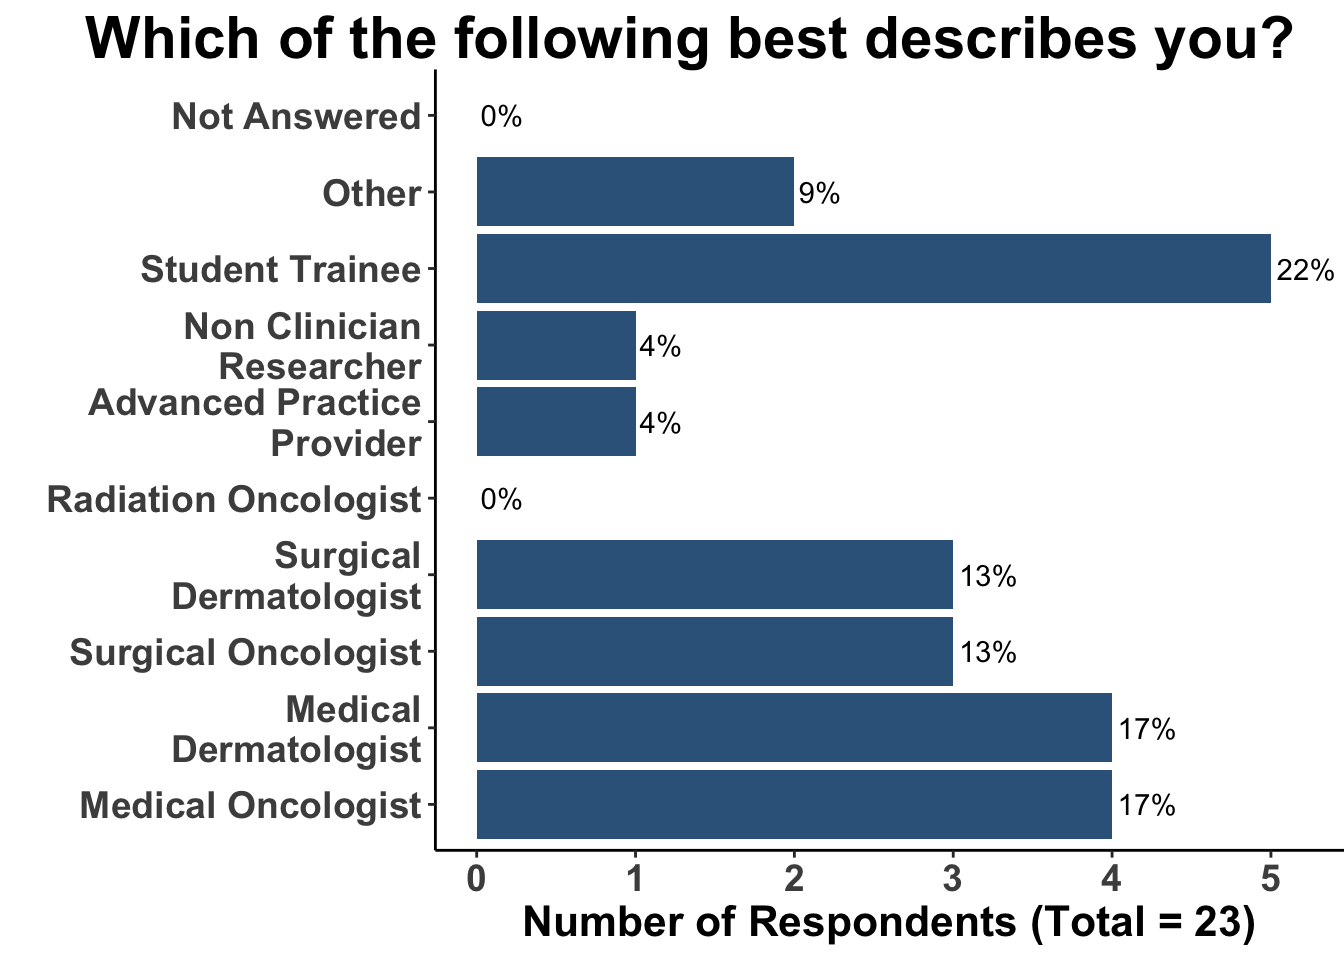 Which of the following best describes you?
Not Answered
0%
Other
9%
Student Trainee
22%
Non Clinician
Researcher
4%
Advanced Practice
Provider
4%
Radiation Oncologist
0%
Surgical
Dermatologist
13%
Surgical Oncologist
13%
Medical
Dermatologist
17%
Medical Oncologist
17%
0 1 2 3 4 5
Number of Respondents (Total = 23)